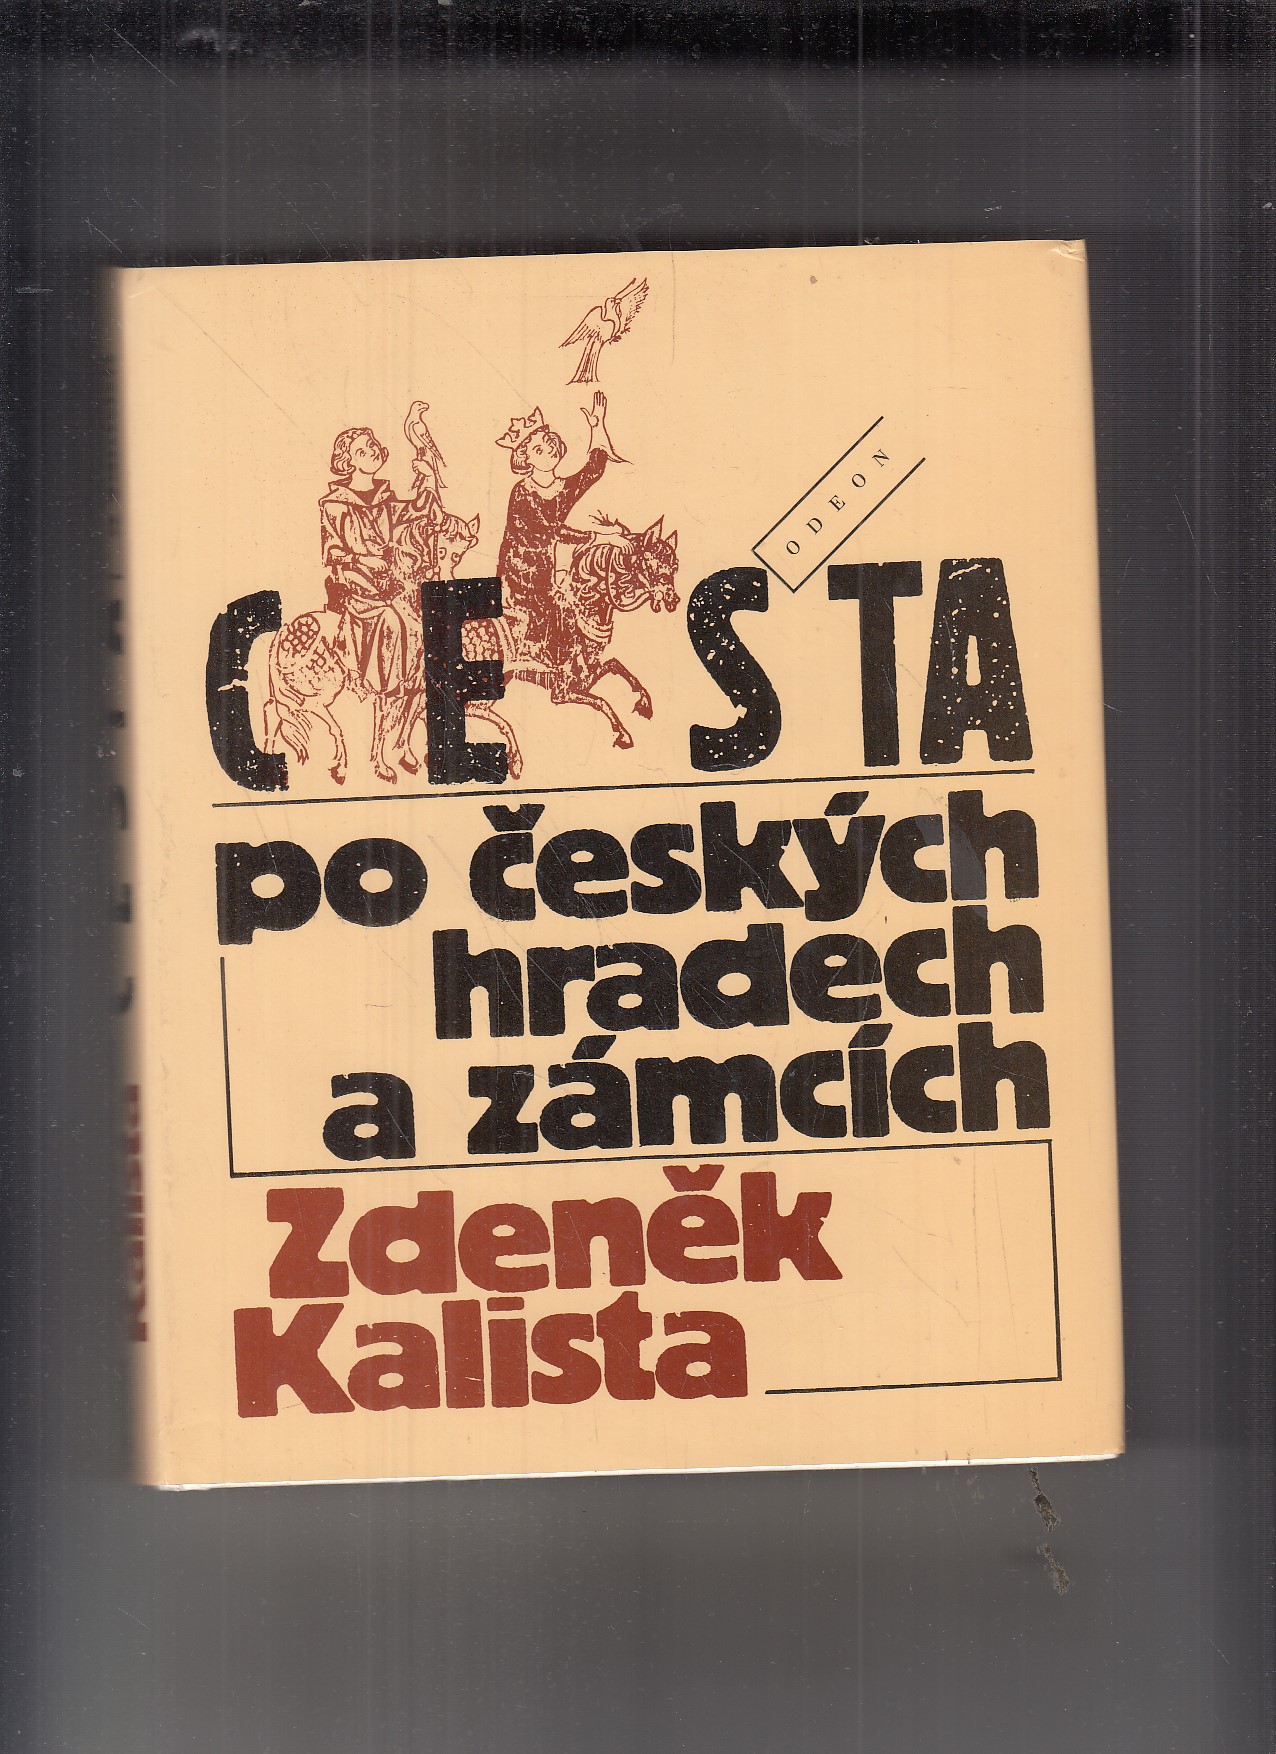 ODEON
CESTA
po českých
hradech
a zámcích
Zdeněk
Kalista